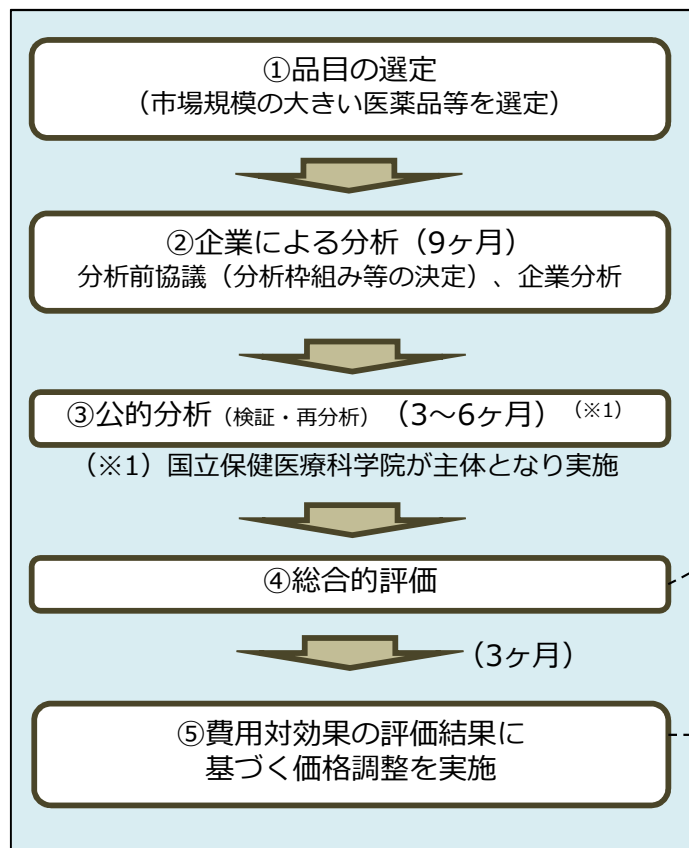 ①品目の選定
（市場規模の大きい医薬品等を選定）
②企業による分析（9ヶ月）
分析前協議（分析枠組み等の決定）、企業分析
③公的分析（検証・再分析）（3～6ヶ月）（※1）
（※1）国立保健医療科学院が主体となり実施
④総合的評価
（3ヶ月）
⑤費用対効果の評価結果に
基づく価格調整を実施